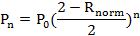 Pₙ = P₀((2 − Rₙₒᵣₘ)/2)ⁿ